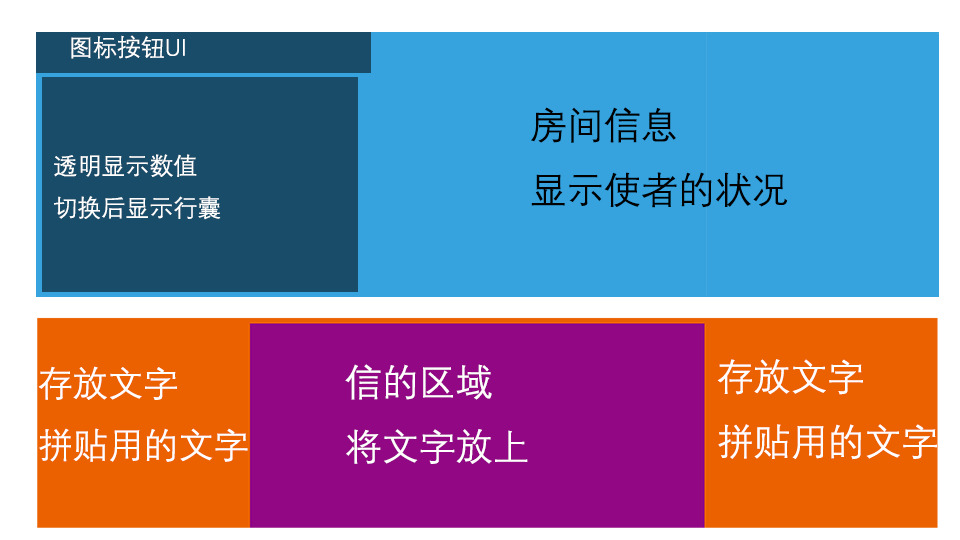 图标按钮UI
透明显示数值
切换后显示行囊
房间信息
显示使者的状况
存放文字
拼贴用的文字
信的区域
将文字放上
存放文字
拼贴用的文字